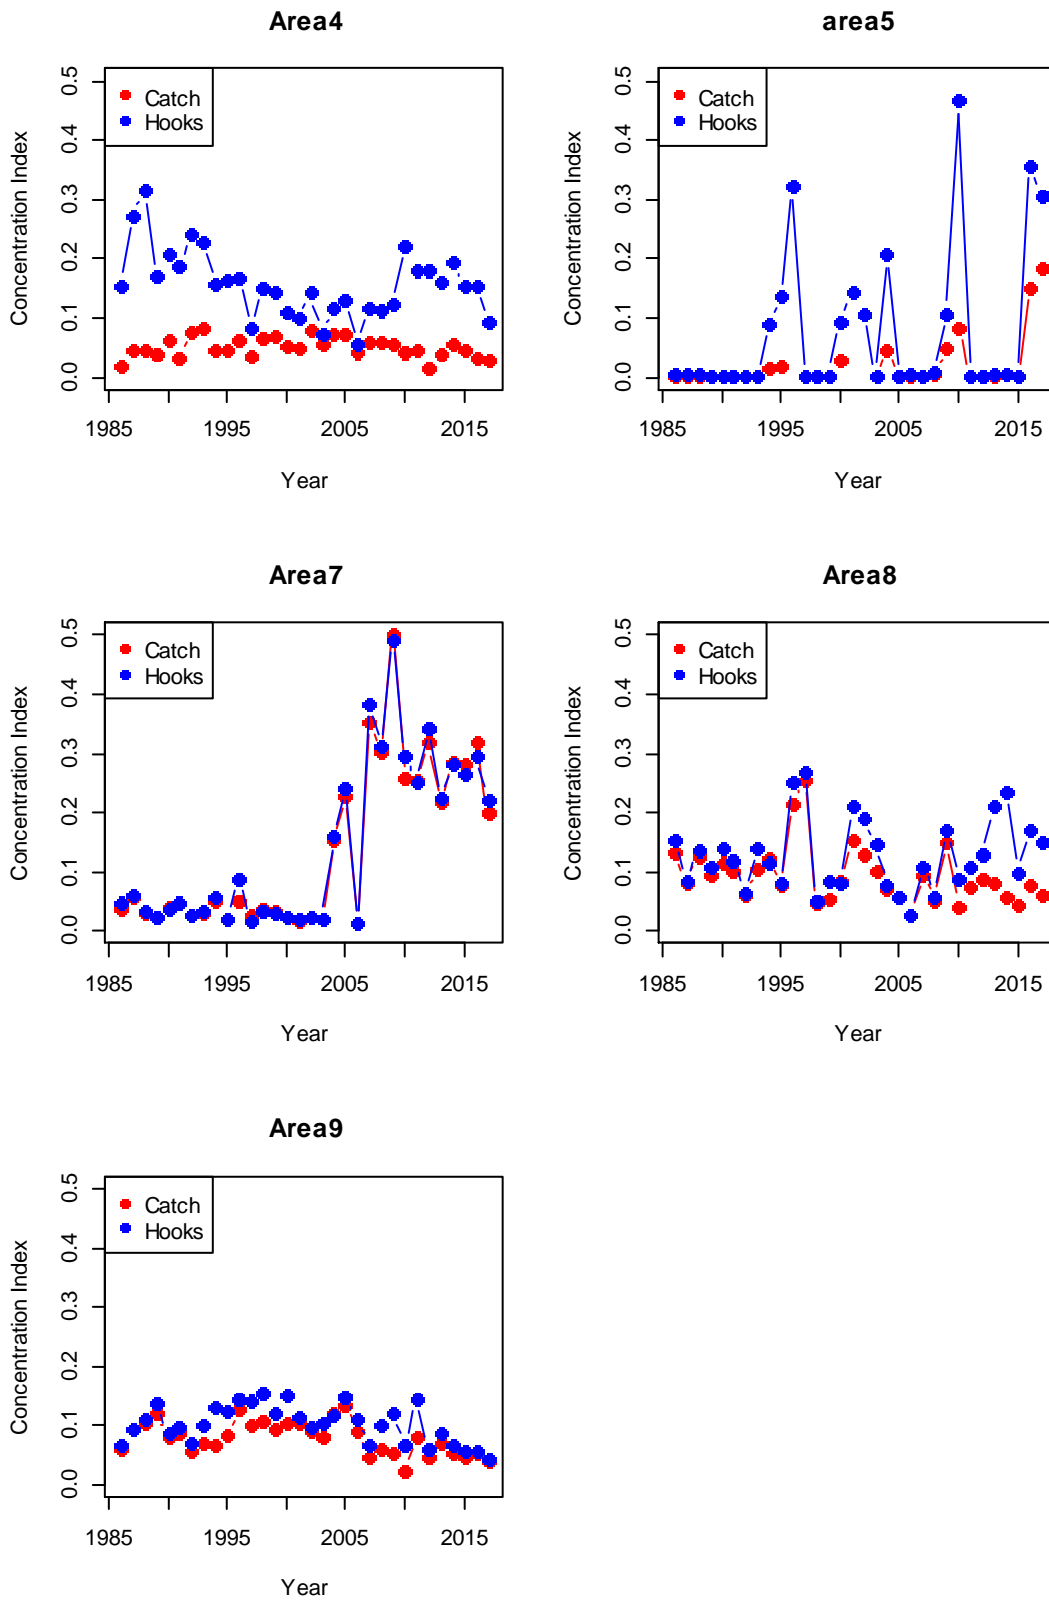 Area4
Concentration Index
0.5
0.4
0.3
0.2
0.1
0.0
Catch
Hooks
1985
1995
2005
2015
Year
area5
Concentration Index
0.5
0.4
0.3
0.2
0.1
0.0
Catch
Hooks
1985
1995
2005
2015
Year
Area7
Concentration Index
0.5
0.4
0.3
0.2
0.1
0.0
Catch
Hooks
1985
1995
2005
2015
Year
Area8
Concentration Index
0.5
0.4
0.3
0.2
0.1
0.0
Catch
Hooks
1985
1995
2005
2015
Year
Area9
Concentration Index
0.5
0.4
0.3
0.2
0.1
0.0
Catch
Hooks
1985
1995
2005
2015
Year